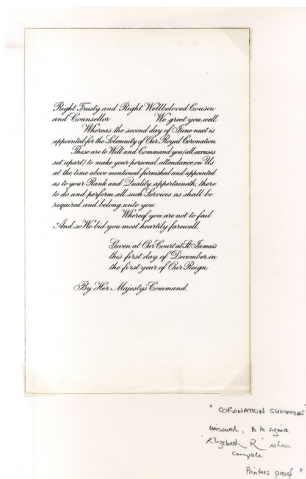 Right Trusty and Right Wellbeloved Cousin
and Counsellor We greet you well
Whereas the second day of June next is
appointed for the Solemnity of Our Royal Coronation
These are to Will and Command you (all excuses
set apart) to make your personal attendance on Us
at the time above mentioned furnished and appointed
as to your Rank and Quality appertaineth, there
to do and perform all such Services as shall be
required and belong unto you
Whereof you are not to fail
And so We bid you most heartily farewell
Given at Our Court at St James's
this first day of December in
the first year of Our Reign
By Her Majesty's Command
" CORONATION SUMMONS"
"Elizabeth R" when
complete
Printers proof "